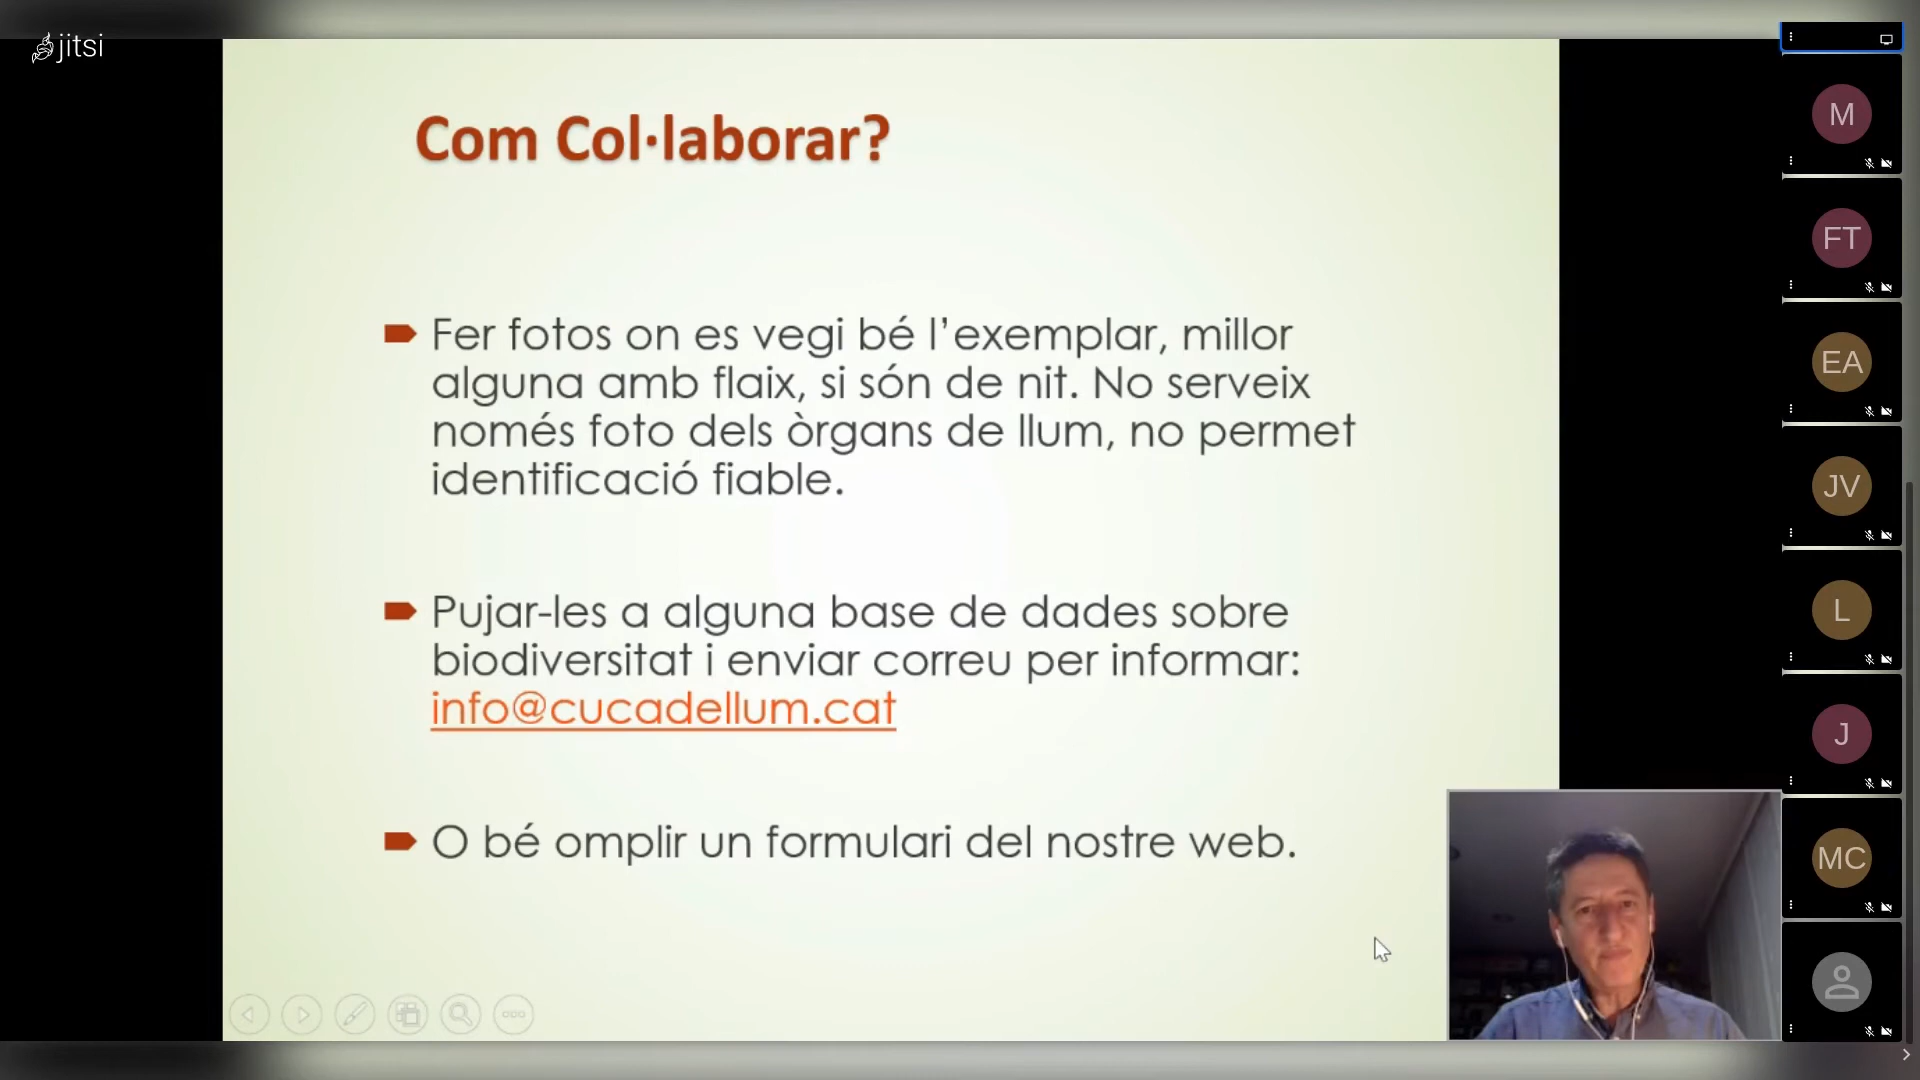 jitsi
Com Col·laborar?
Fer fotos on es vegi bé l’exemplar, millor
alguna amb flaix, si són de nit. No serveix
només foto dels òrgans de llum, no permet
identificació fiable.
Pujar-les a alguna base de dades sobre
biodiversitat i enviar correu per informar:
info@cucadellum.cat
O bé omplir un formulari del nostre web.
M
FT
EA
JV
L
J
MC